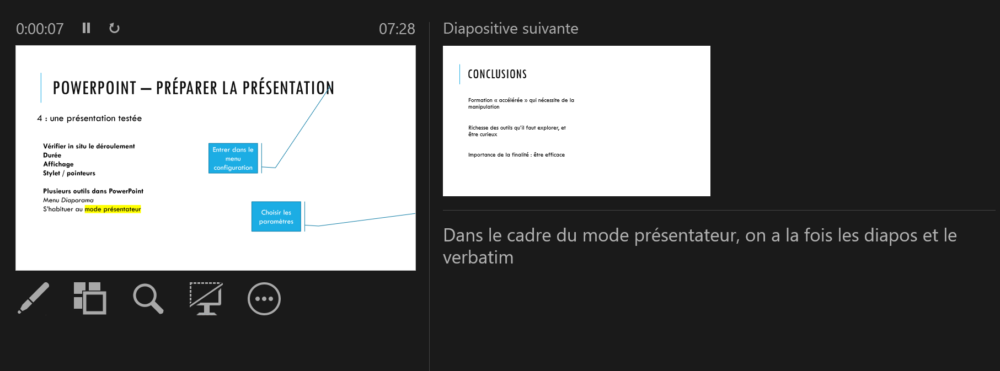 0:00:07
07:28
POWERPOINT – PRÉPARER LA PRÉSENTATION
4 : une présentation testée
Vérifier in situ le déroulement
Durée
Affichage
Stylet / pointeurs
Plusieurs outils dans PowerPoint
Menu Diaporama
S'habituer au mode présentateur
Entrer dans le
menu
configuration
Choisir les
paramètres
Diapositive suivante
CONCLUSIONS
Formation « accélérée » qui nécessite de la
manipulation
Richesse des outils qu'il faut explorer, et
être curieux
Importance de la finalité : être efficace
Dans le cadre du mode présentateur, on a la fois les diapos et le
verbatim